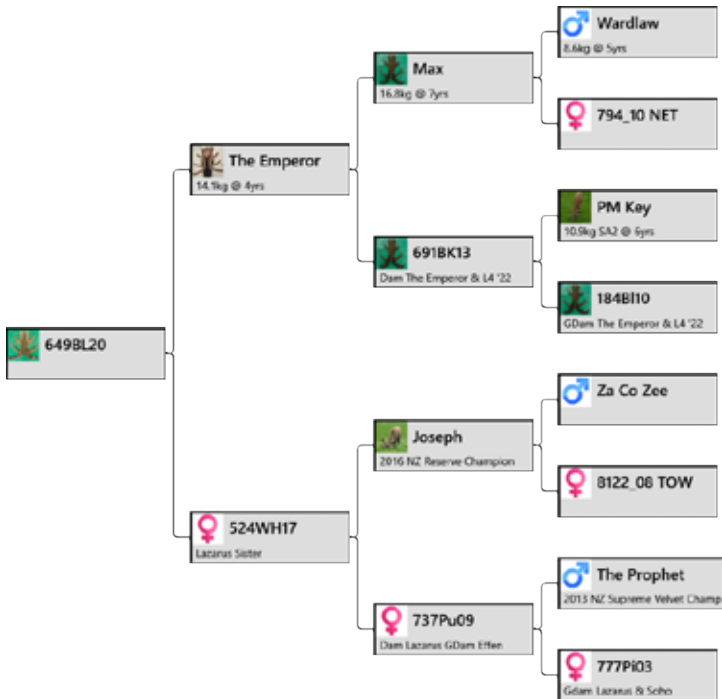 Wardlaw
8.6kg @ 5yrs
Max
16.8kg @ 7yrs
794_10 NET
The Emperor
14.1kg @ 4yrs
PM Key
10.9kg SA2 @ 6yrs
691BK13
Dam The Emperor & L4 '22
184Bl10
GDam The Emperor & L4 '22
649BL20
Za Co Zee
Joseph
2016 NZ Reserve Champion
8122_08 TOW
524WH17
Lazarus Sister
The Prophet
2013 NZ Supreme Velvet Champ
737Pu09
Dam Lazarus GDam Effen
777Pi03
Gdam Lazarus & Soho